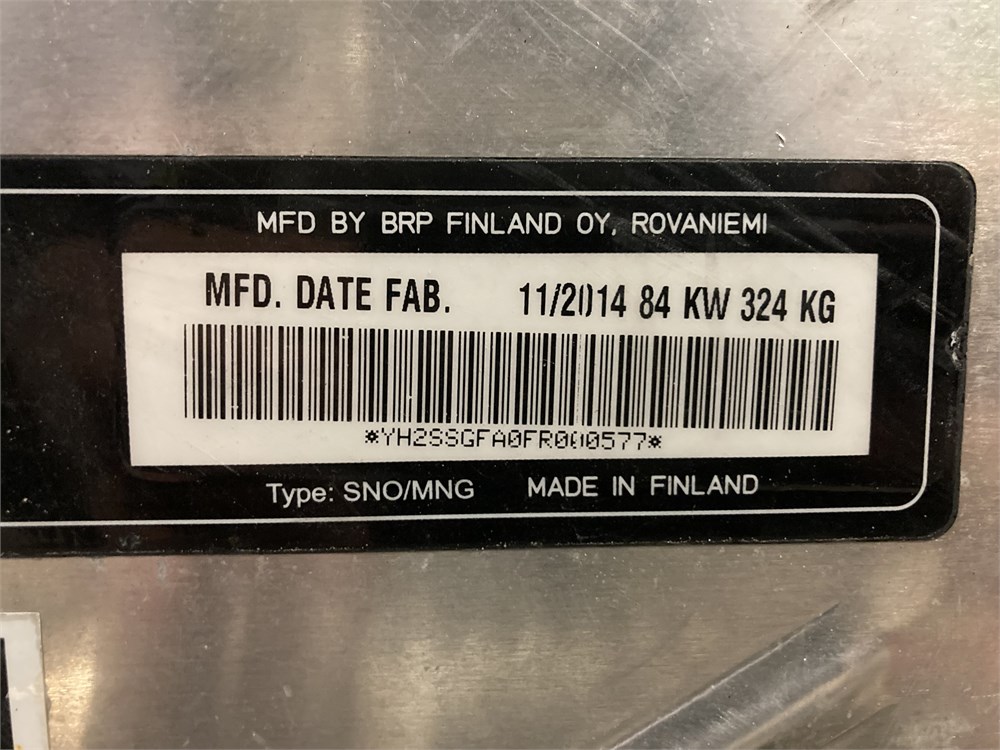 MFD BY BRP FINLAND OY, ROVANIEMI
MFD. DATE FAB. 11/2014 84 KW 324 KG
*YH2SSGFA0FR000577*
Type: SNO/MNG MADE IN FINLAND